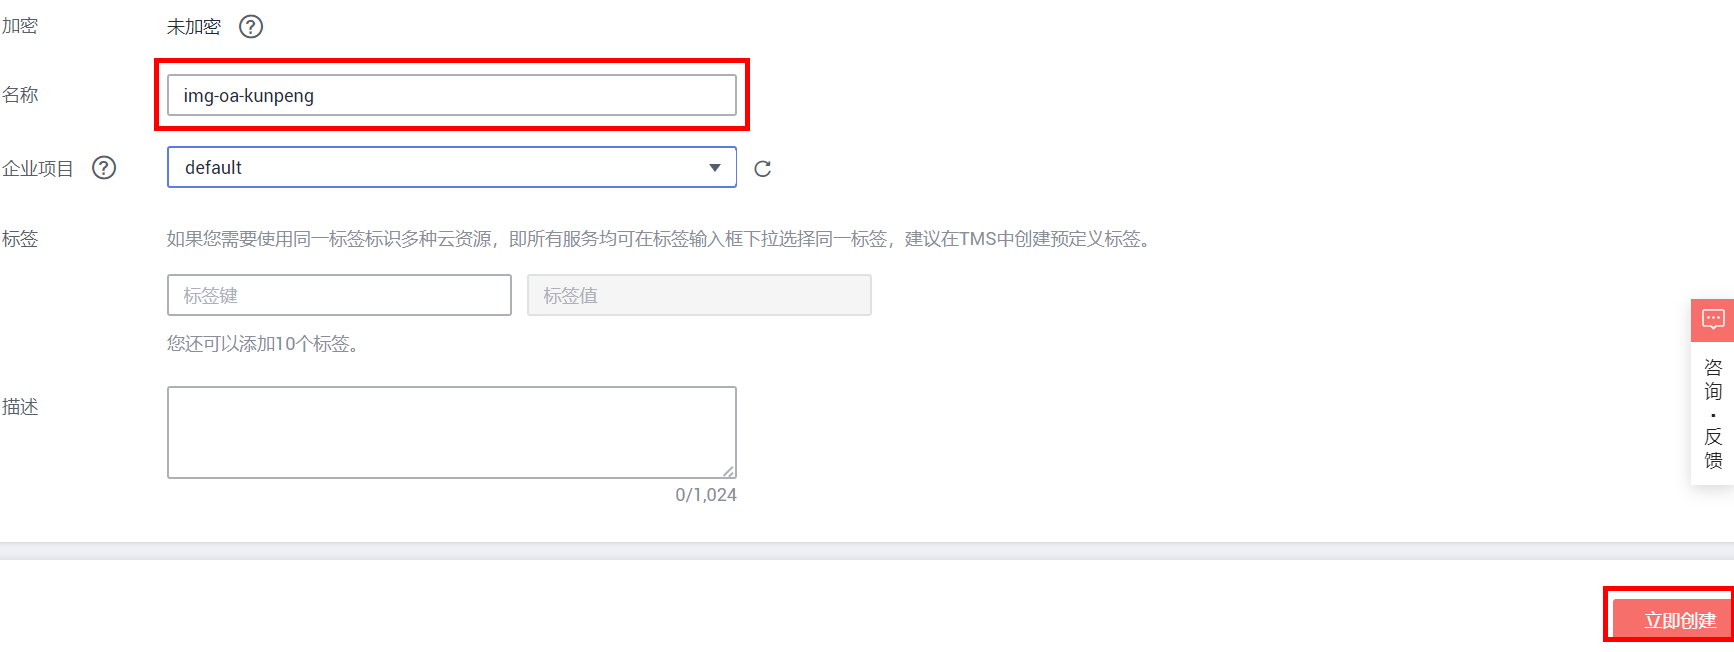 加密 未加密 ?
名称 img-oa-kunpeng
企业项目 ? default
标签 如果您需要使用同一标签标识多种云资源，即所有服务均可在标签输入框下拉选择同一标签，建议在TMS中创建预定义标签。
标签键 标签值
您还可以添加10个标签。
描述
0/1,024
咨询·反馈
立即创建